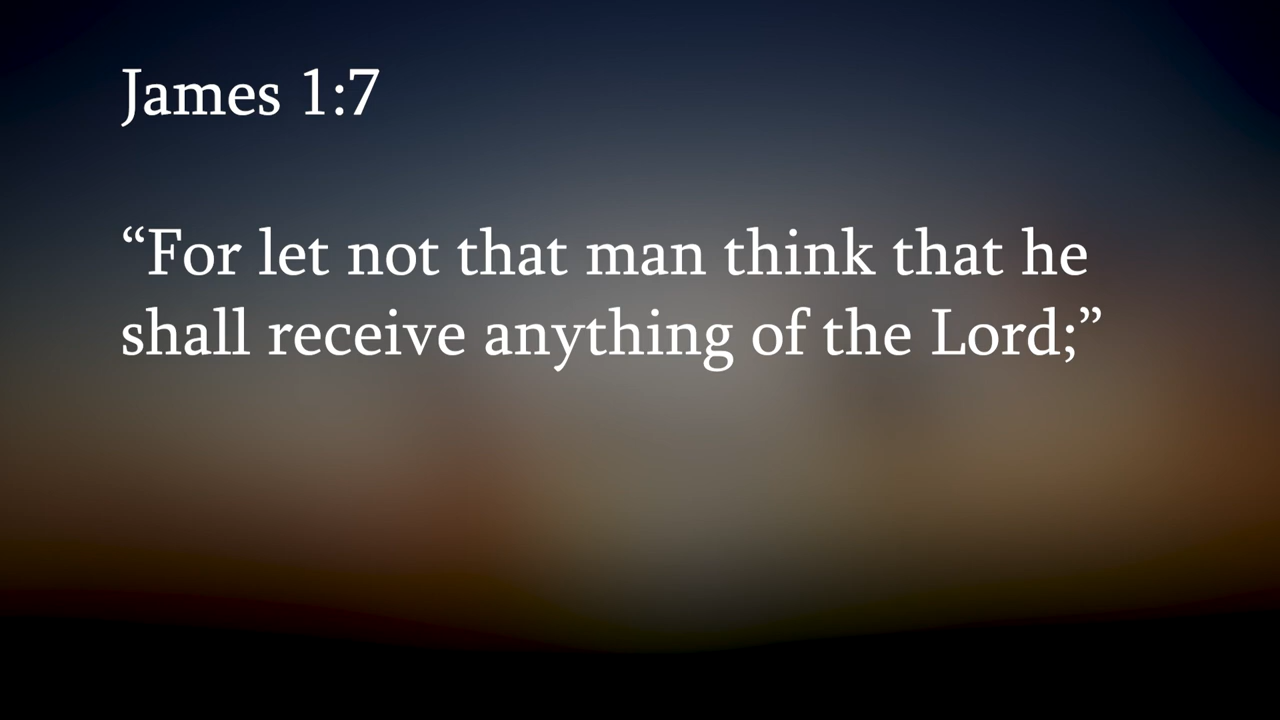 James 1:7
“For let not that man think that he
shall receive anything of the Lord;”